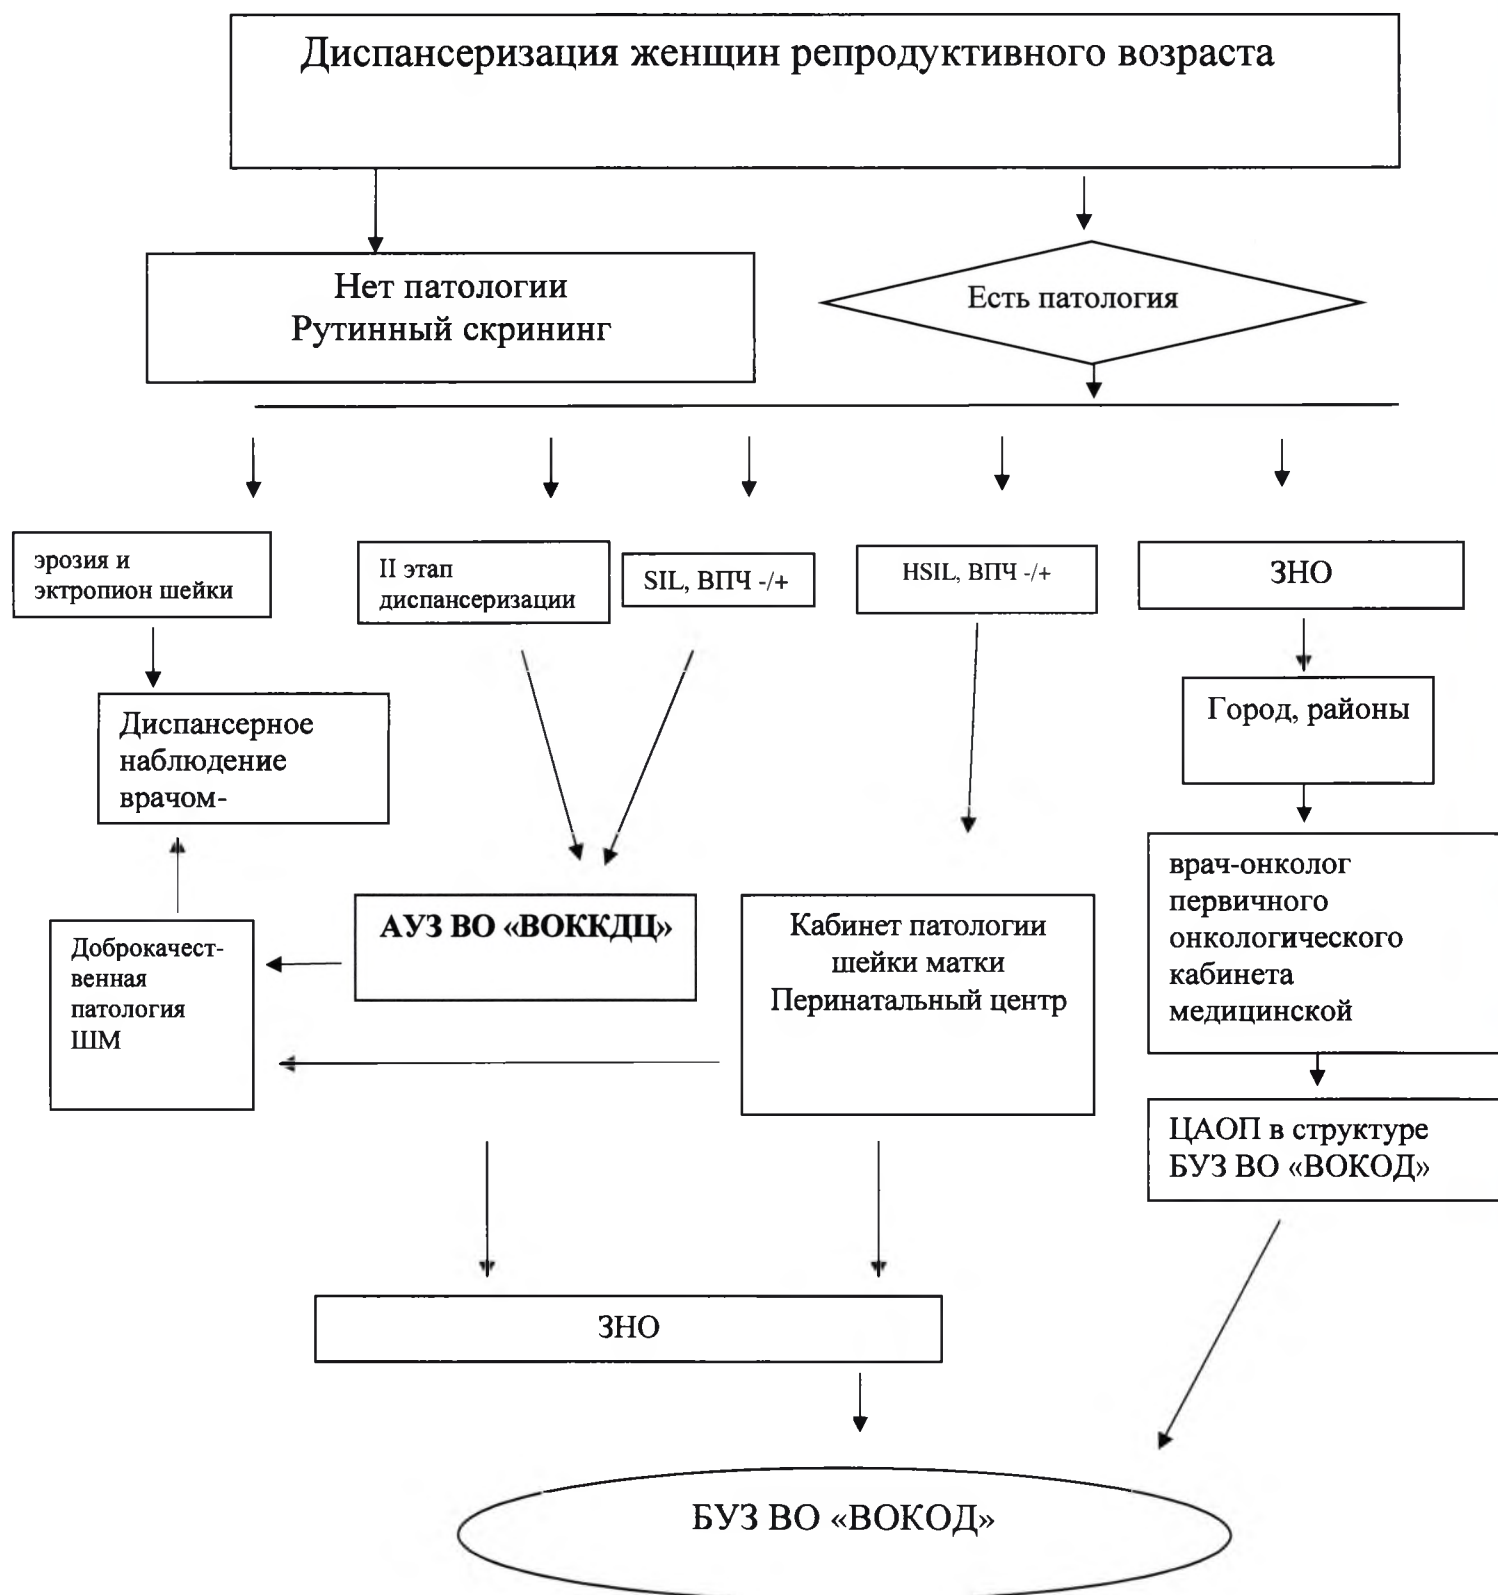 Диспансеризация женщин репродуктивного возраста
Нет патологии
Рутинный скрининг
Есть патология
эрозия и
эктропион шейки
II этап
диспансеризации
SIL, ВПЧ -/+
HSIL, ВПЧ -/+
ЗНО
Диспансерное
наблюдение
врачом-
Город, районы
АУЗ ВО «ВОККДЦ»
Кабинет патологии
шейки матки
Перинатальный центр
врач-онколог
первичного
онкологического
кабинета
медицинской
Доброкачест-
венная
патология
ШМ
ЦАОП в структуре
БУЗ ВО «ВОКОД»
ЗНО
БУЗ ВО «ВОКОД»